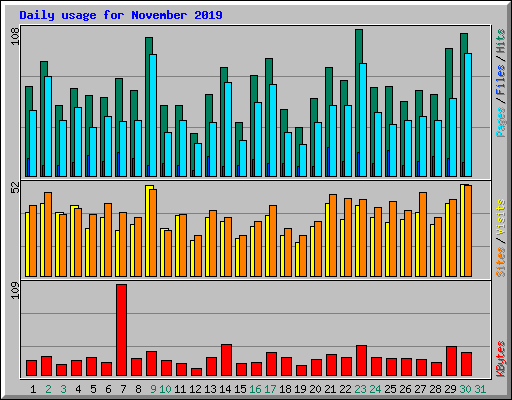 Daily usage for November 2019
108
Pages / Files / Hits
52
Sites / Visits
109
KBytes
1 2 3 4 5 6 7 8 9 10 11 12 13 14 15 16 17 18 19 20 21 22 23 24 25 26 27 28 29 30 31